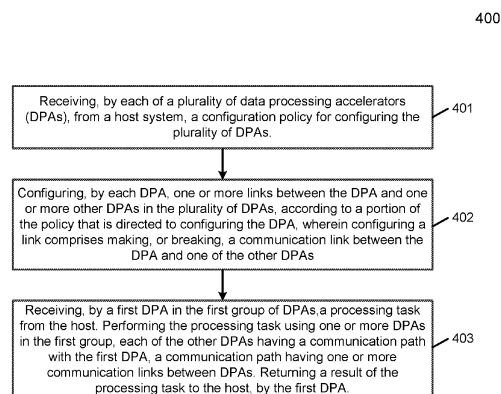 400
Receiving, by each of a plurality of data processing accelerators
(DPAs), from a host system, a configuration policy for configuring the
plurality of DPAs.
401
Configuring, by each DPA, one or more links between the DPA and one
or more other DPAs in the plurality of DPAs, according to a portion of
the policy that is directed to configuring the DPA, wherein configuring a
link comprises making, or breaking, a communication link between the
DPA and one of the other DPAs
402
Receiving, by a first DPA in the first group of DPAs,a processing task
from the host. Performing the processing task using one or more DPAs
in the first group, each of the other DPAs having a communication path
with the first DPA, a communication path having one or more
communication links between DPAs. Returning a result of the
processing task to the host, by the first DPA.
403